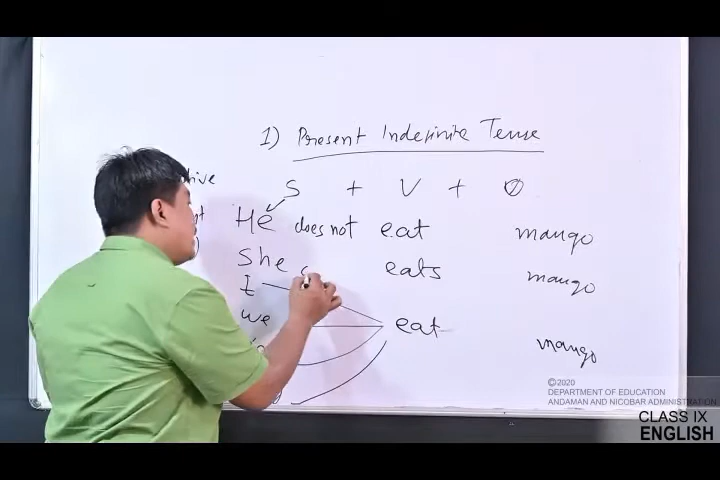 1) Present Indefinite Tense
S + V + O
He does not eat mango
She eats mango
I
we eat mango
©2020
DEPARTMENT OF EDUCATION
ANDAMAN AND NICOBAR ADMINISTRATION
CLASS IX
ENGLISH